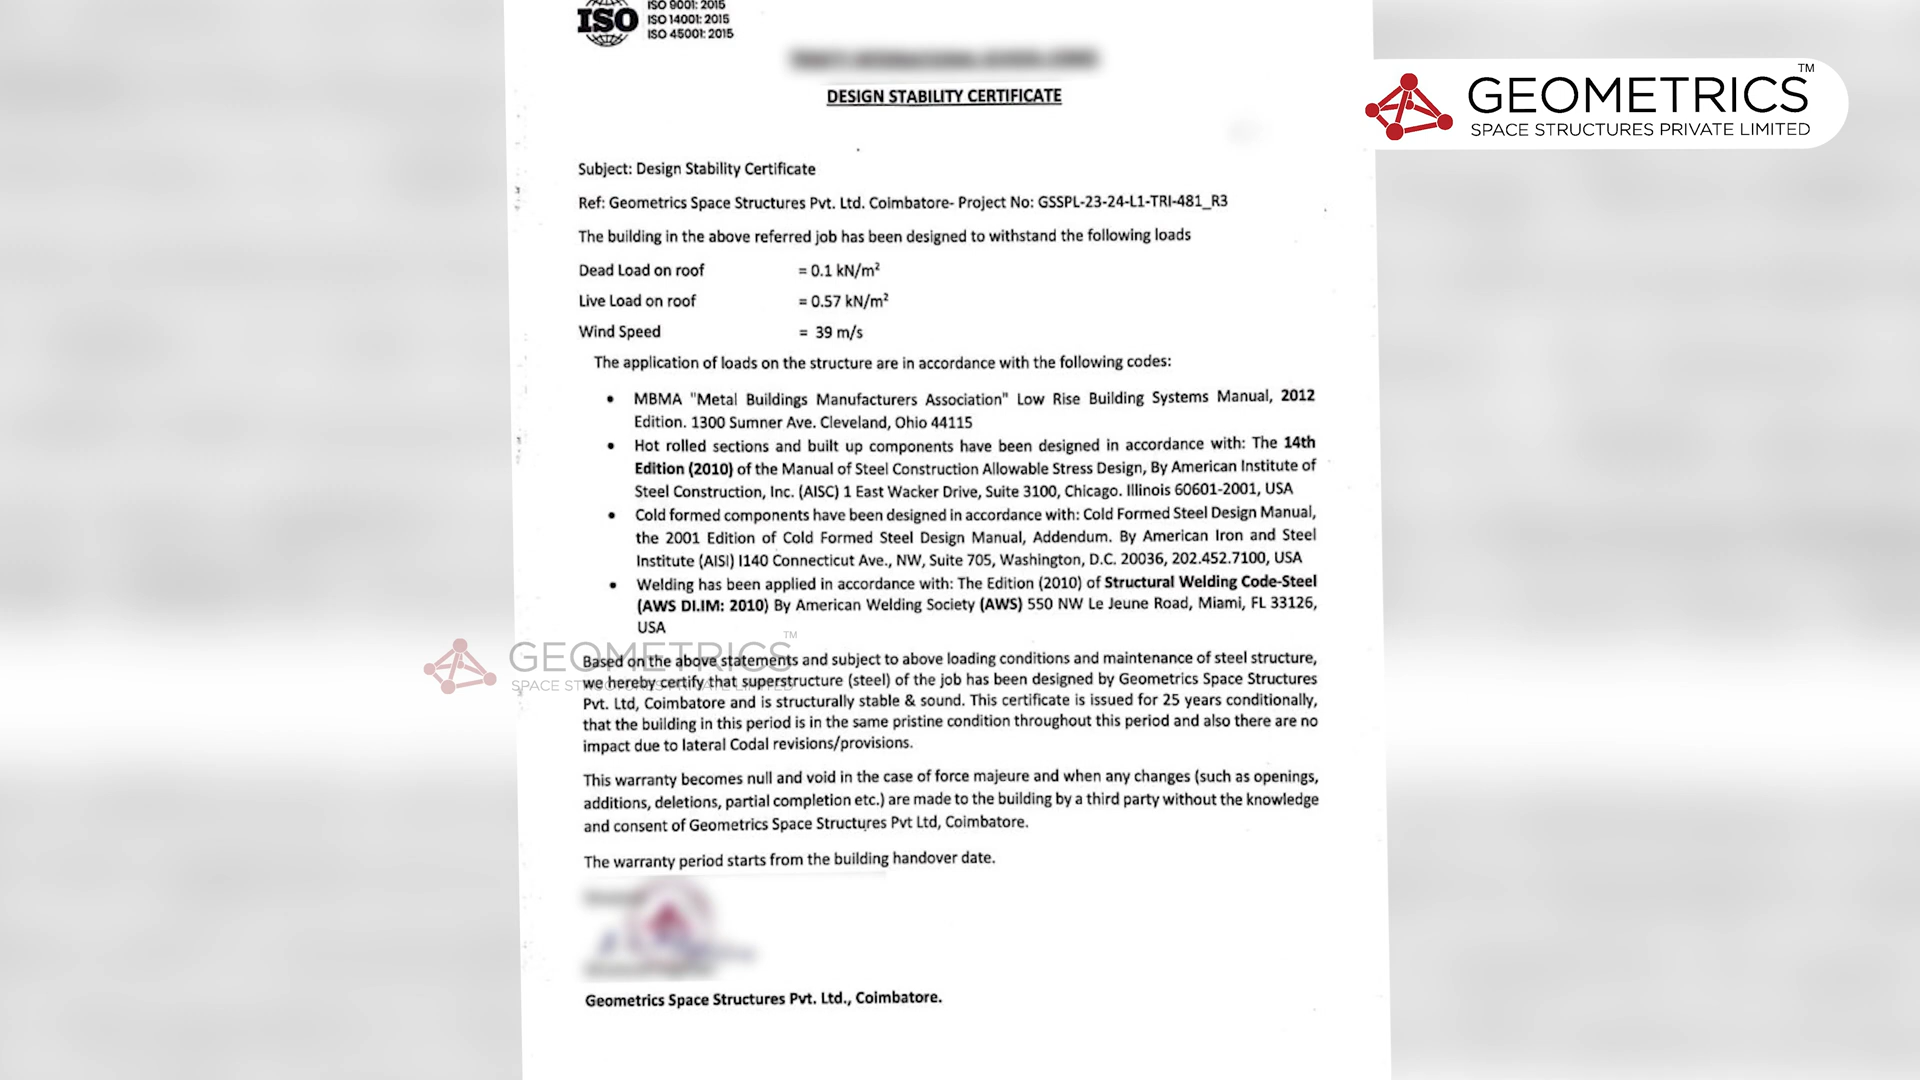 ISO
ISO 9001: 2015
ISO 14001: 2015
ISO 45001: 2015
GEOMETRICS™
SPACE STRUCTURES PRIVATE LIMITED
DESIGN STABILITY CERTIFICATE
Subject: Design Stability Certificate
Ref: Geometrics Space Structures Pvt. Ltd. Coimbatore- Project No: GSSPL-23-24-L1-TRI-481_R3
The building in the above referred job has been designed to withstand the following loads
Dead Load on roof = 0.1 kN/m²
Live Load on roof = 0.57 kN/m²
Wind Speed = 39 m/s
The application of loads on the structure are in accordance with the following codes:
• MBMA "Metal Buildings Manufacturers Association" Low Rise Building Systems Manual, 2012
Edition. 1300 Sumner Ave. Cleveland, Ohio 44115
• Hot rolled sections and built up components have been designed in accordance with: The 14th
Edition (2010) of the Manual of Steel Construction Allowable Stress Design, By American Institute of
Steel Construction, Inc. (AISC) 1 East Wacker Drive, Suite 3100, Chicago. Illinois 60601-2001, USA
• Cold formed components have been designed in accordance with: Cold Formed Steel Design Manual,
the 2001 Edition of Cold Formed Steel Design Manual, Addendum. By American Iron and Steel
Institute (AISI) I140 Connecticut Ave., NW, Suite 705, Washington, D.C. 20036, 202.452.7100, USA
• Welding has been applied in accordance with: The Edition (2010) of Structural Welding Code-Steel
(AWS DI.IM: 2010) By American Welding Society (AWS) 550 NW Le Jeune Road, Miami, FL 33126,
USA
GEOMETRICS™
SPACE STRUCTURES PRIVATE LIMITED
Based on the above statements and subject to above loading conditions and maintenance of steel structure,
we hereby certify that superstructure (steel) of the job has been designed by Geometrics Space Structures
Pvt. Ltd, Coimbatore and is structurally stable & sound. This certificate is issued for 25 years conditionally,
that the building in this period is in the same pristine condition throughout this period and also there are no
impact due to lateral Codal revisions/provisions.
This warranty becomes null and void in the case of force majeure and when any changes (such as openings,
additions, deletions, partial completion etc.) are made to the building by a third party without the knowledge
and consent of Geometrics Space Structures Pvt Ltd, Coimbatore.
The warranty period starts from the building handover date.
Geometrics Space Structures Pvt. Ltd., Coimbatore.